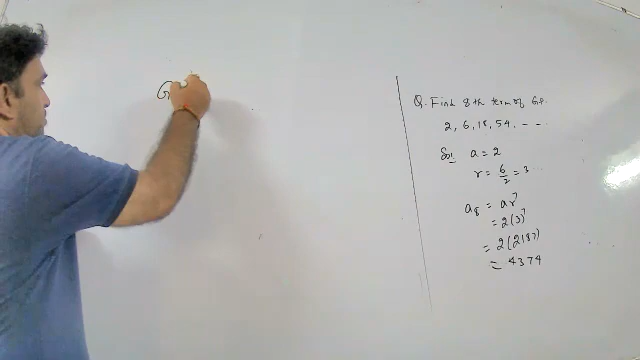 G
Q. Find 8th term of G.P.
2, 6, 18, 54, - - -
Sol a = 2
r = 6/2 = 3
a₈ = ar⁷
= 2(3)⁷
= 2(2187)
= 4374